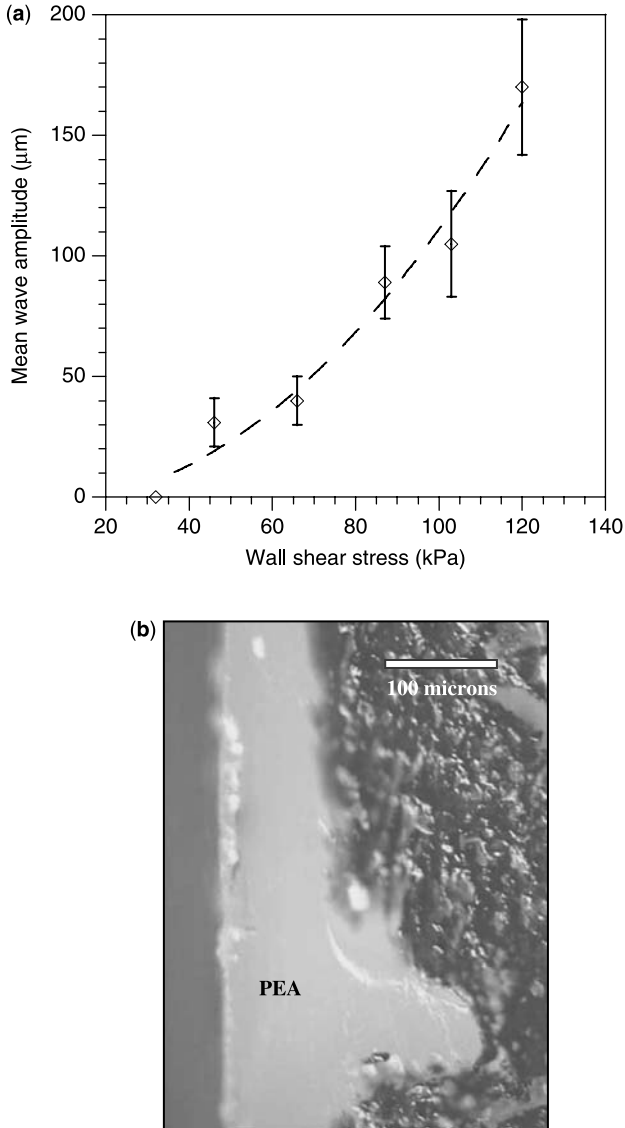 (a)
200
150
100
50
0
Mean wave amplitude (μm)
20 40 60 80 100 120 140
Wall shear stress (kPa)
(b)
100 microns
PEA